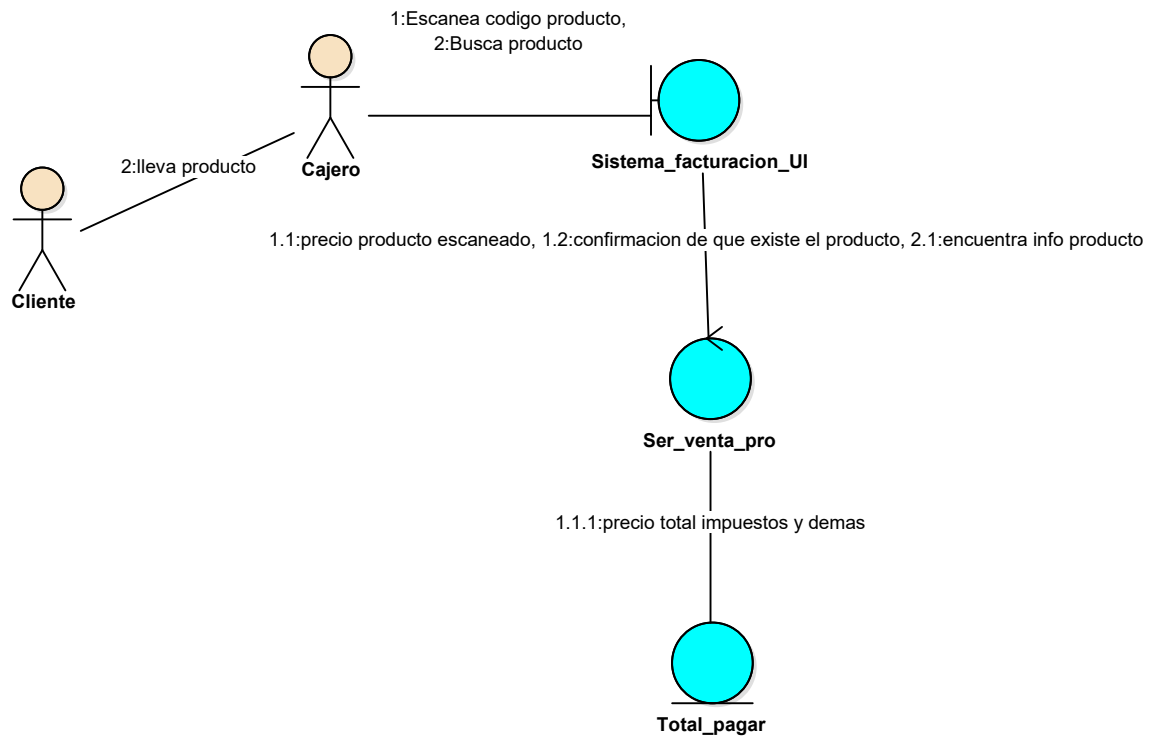 1:Escanea codigo producto,
2:Busca producto
Sistema_facturacion_UI
Cajero
2:lleva producto
Cliente
1.1:precio producto escaneado, 1.2:confirmacion de que existe el producto, 2.1:encuentra info producto
Ser_venta_pro
1.1.1:precio total impuestos y demas
Total_pagar